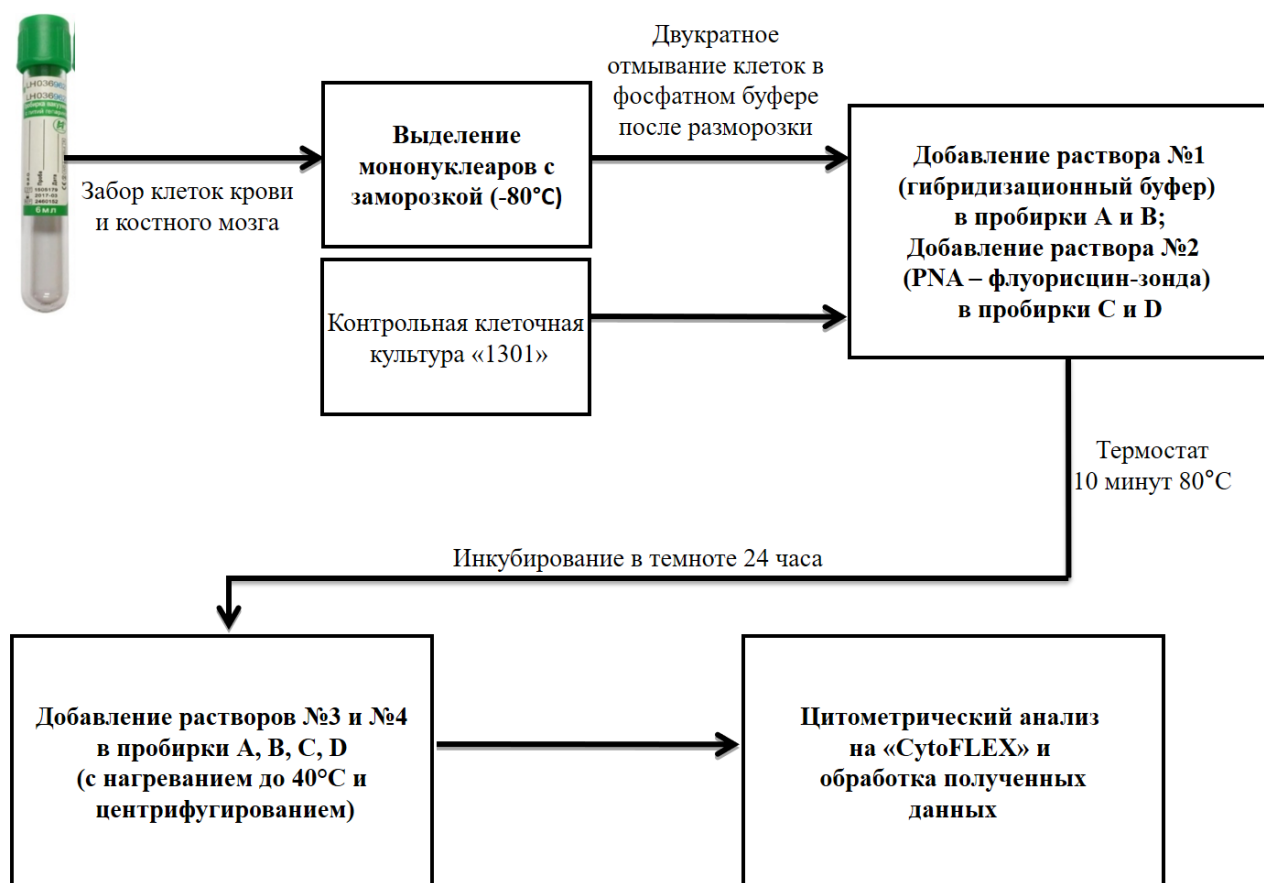 LH036962
LH036962
6мл
Забор клеток крови
и костного мозга
Выделение
мононуклеаров с
заморозкой (-80°С)
Двукратное
отмывание клеток в
фосфатном буфере
после разморозки
Контрольная клеточная
культура «1301»
Добавление раствора №1
(гибридизационный буфер)
в пробирки А и В;
Добавление раствора №2
(PNA – флуорисцин-зонда)
в пробирки С и D
Термостат
10 минут 80°С
Инкубирование в темноте 24 часа
Добавление растворов №3 и №4
в пробирки А, В, С, D
(с нагреванием до 40°С и
центрифугированием)
Цитометрический анализ
на «CytoFLEX» и
обработка полученных
данных